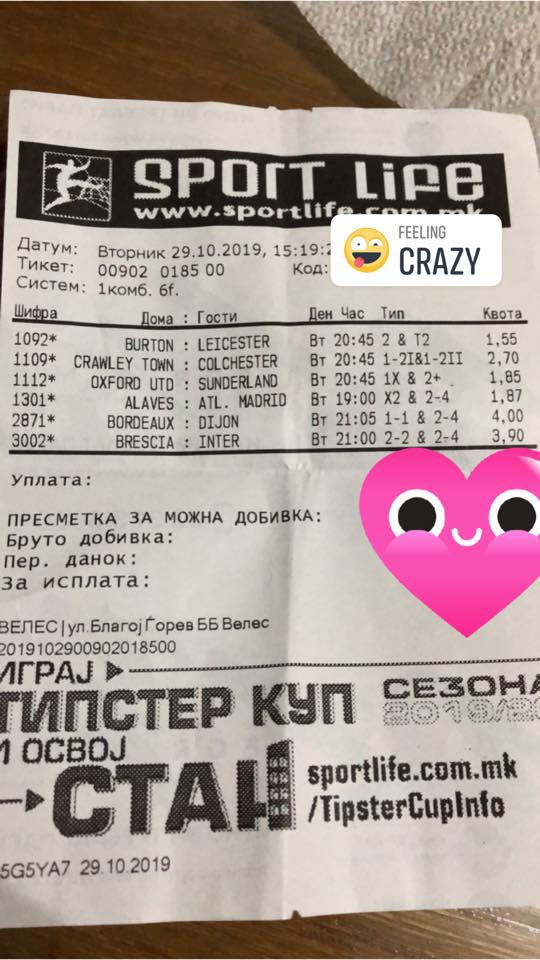 SPORT LIFE
www.sportlife.com.mk
FEELING
CRAZY
Датум: Вторник 29.10.2019, 15:19:2
Тикет: 00902 0185 00 Код:
Систем: 1комб. 6f.
Шифра Дома : Гости Ден Час Тип Квота
1092* BURTON : LEICESTER Вт 20:45 2 & T2 1,55
1109* CRAWLEY TOWN : COLCHESTER Вт 20:45 1-2I&1-2II 2,70
1112* OXFORD UTD : SUNDERLAND Вт 20:45 1X & 2+ 1,85
1301* ALAVES : ATL. MADRID Вт 19:00 X2 & 2-4 1,87
2871* BORDEAUX : DIJON Вт 21:05 1-1 & 2-4 4,00
3002* BRESCIA : INTER Вт 21:00 2-2 & 2-4 3,90
Уплата:
ПРЕСМЕТКА ЗА МОЖНА ДОБИВКА:
Бруто добивка:
Пер. данок:
За исплата:
ВЕЛЕС|ул.Благој Ѓорев ББ Велес
2019102900902018500
ИГРАЈ
ТИПСТЕР КУП СЕЗОНА
2019/20
И ОСВОЈ
СТАН
sportlife.com.mk
/TipsterCupInfo
5G5YA7 29.10.2019